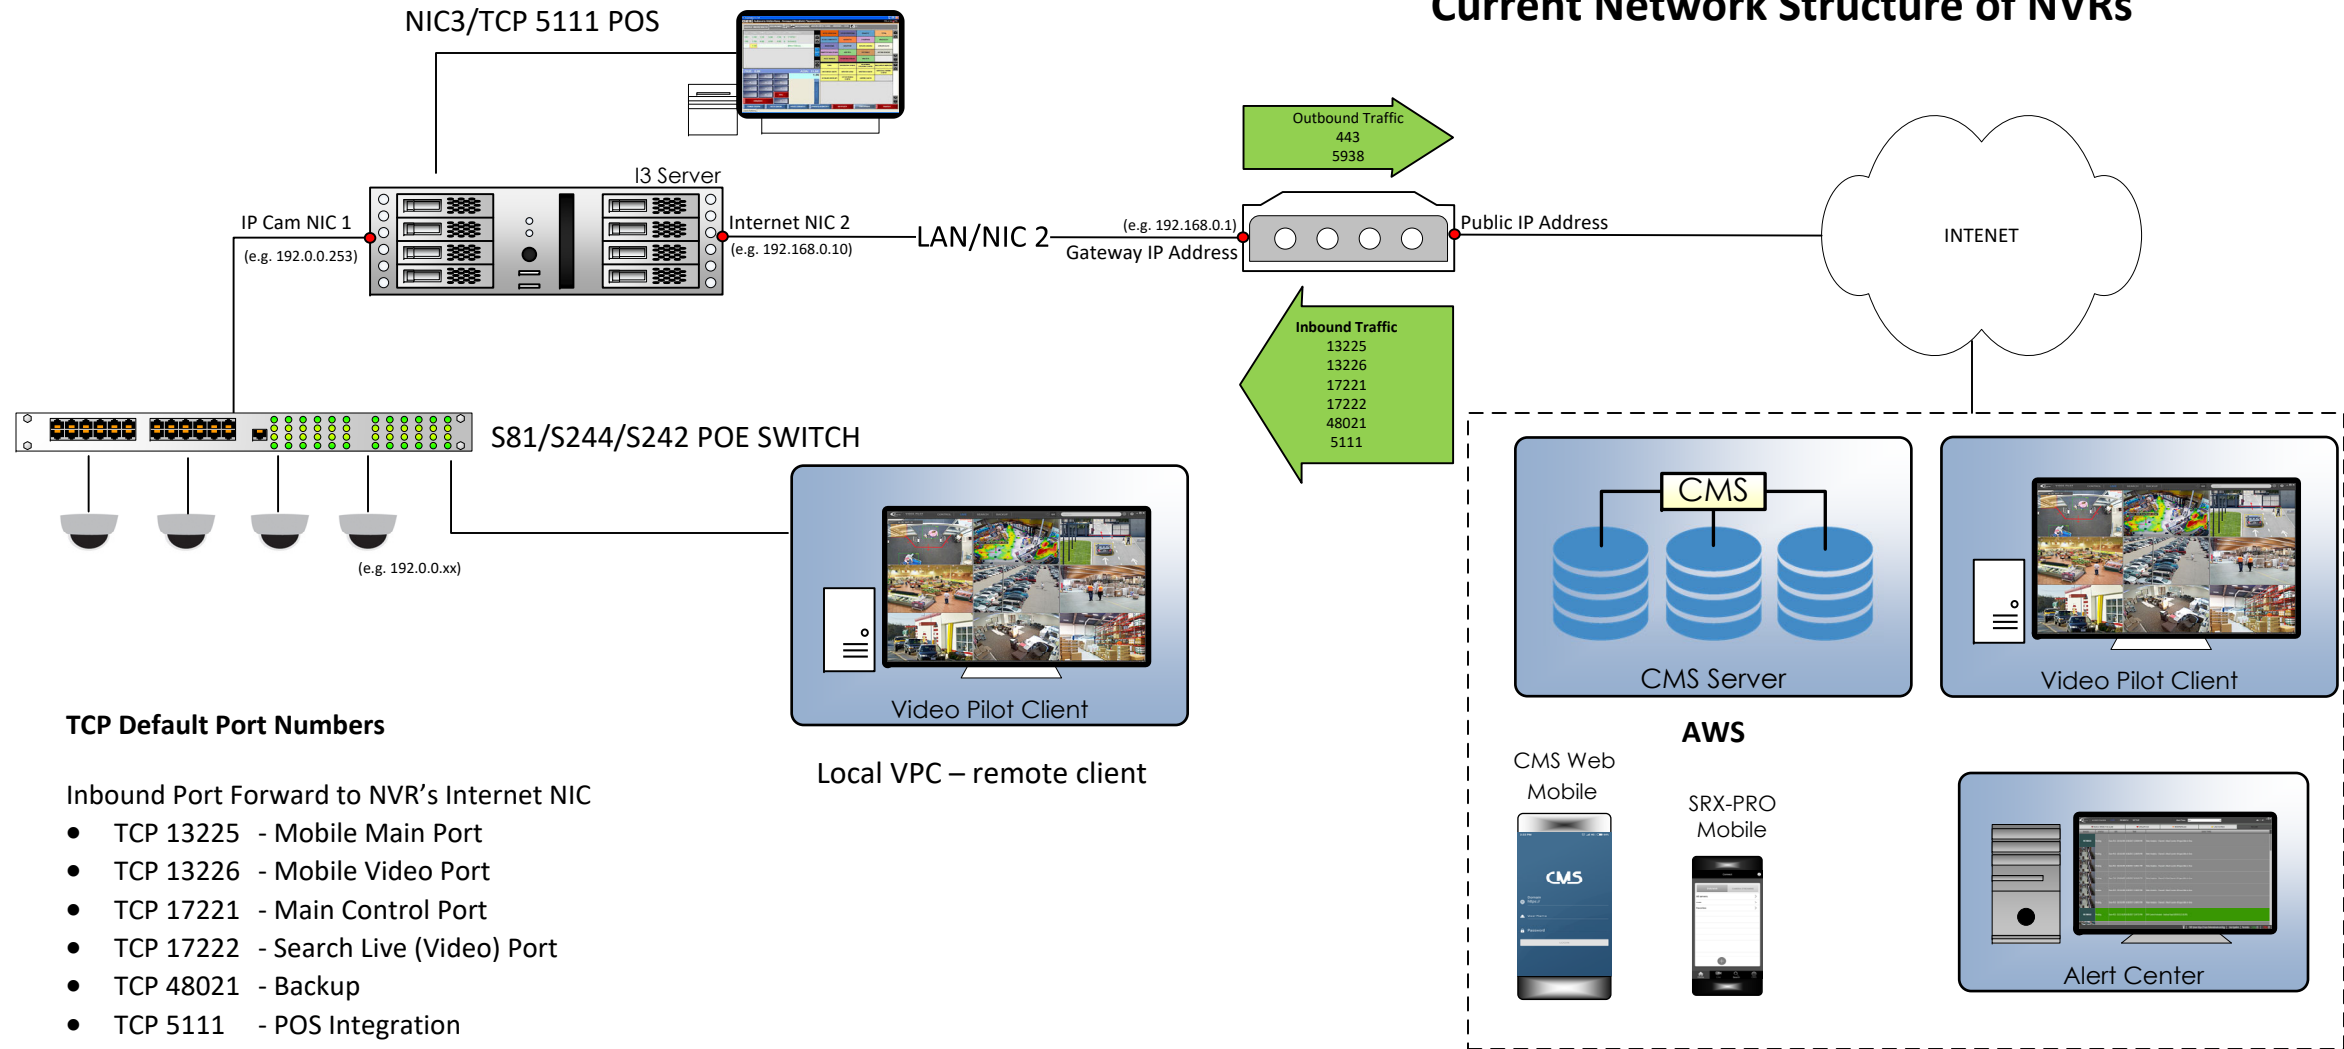 Current Network Structure of NVRs
NIC3/TCP 5111 POS
Outbound Traffic
443
5938
I3 Server
IP Cam NIC 1
(e.g. 192.0.0.253)
Internet NIC 2
(e.g. 192.168.0.10)
LAN/NIC 2
(e.g. 192.168.0.1)
Gateway IP Address
Public IP Address
INTENET
Inbound Traffic
13225
13226
17221
17222
48021
5111
S81/S244/S242 POE SWITCH
(e.g. 192.0.0.xx)
Video Pilot Client
Local VPC – remote client
CMS
CMS Server
Video Pilot Client
AWS
CMS Web
Mobile
SRX-PRO
Mobile
CMS
Password
Alert Center
TCP Default Port Numbers
Inbound Port Forward to NVR’s Internet NIC
• TCP 13225 - Mobile Main Port
• TCP 13226 - Mobile Video Port
• TCP 17221 - Main Control Port
• TCP 17222 - Search Live (Video) Port
• TCP 48021 - Backup
• TCP 5111 - POS Integration